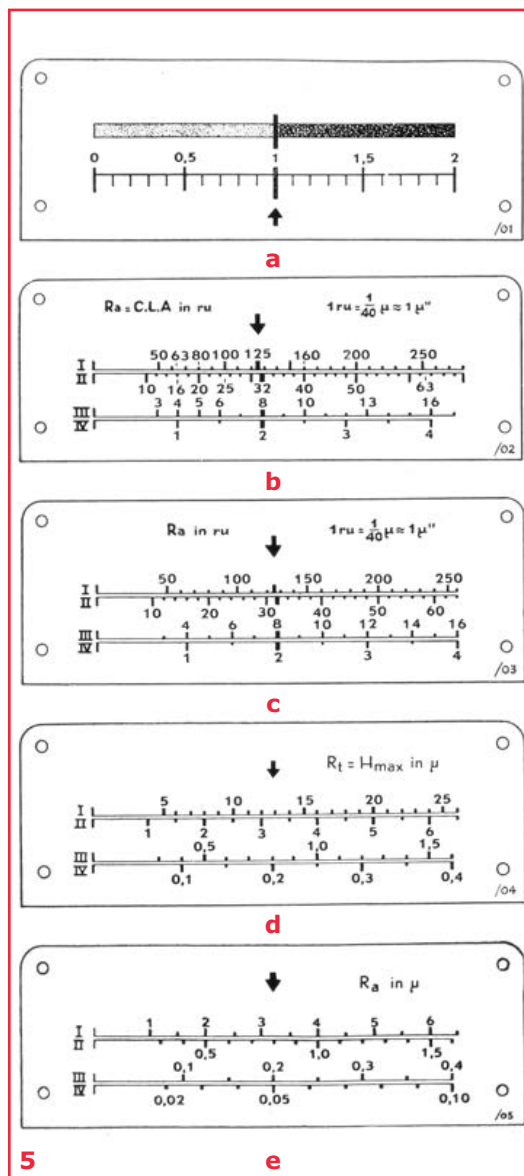 0 0,5 1 1,5 2
/01
a
Ra = C.L.A in ru 1 ru = 1/40 µ ≈ 1 µ"
I 50 63 80 100 125 160 200 250
II 10 16 20 25 32 40 50 63
III 3 4 5 6 8 10 13 16
IV 1 2 3 4
/02
b
Ra in ru 1 ru = 1/40 µ ≈ 1 µ"
I 50 100 150 200 250
II 10 20 30 40 50 60
III 4 6 8 10 12 14 16
IV 1 2 3 4
/03
c
Rt = Hmax in µ
I 5 10 15 20 25
II 1 2 3 4 5 6
III 0,5 1,0 1,5
IV 0,1 0,2 0,3 0,4
/04
d
Ra in µ
I 1 2 3 4 5 6
II 0,5 1,0 1,5
III 0,1 0,2 0,3 0,4
IV 0,02 0,05 0,10
/05
5 e